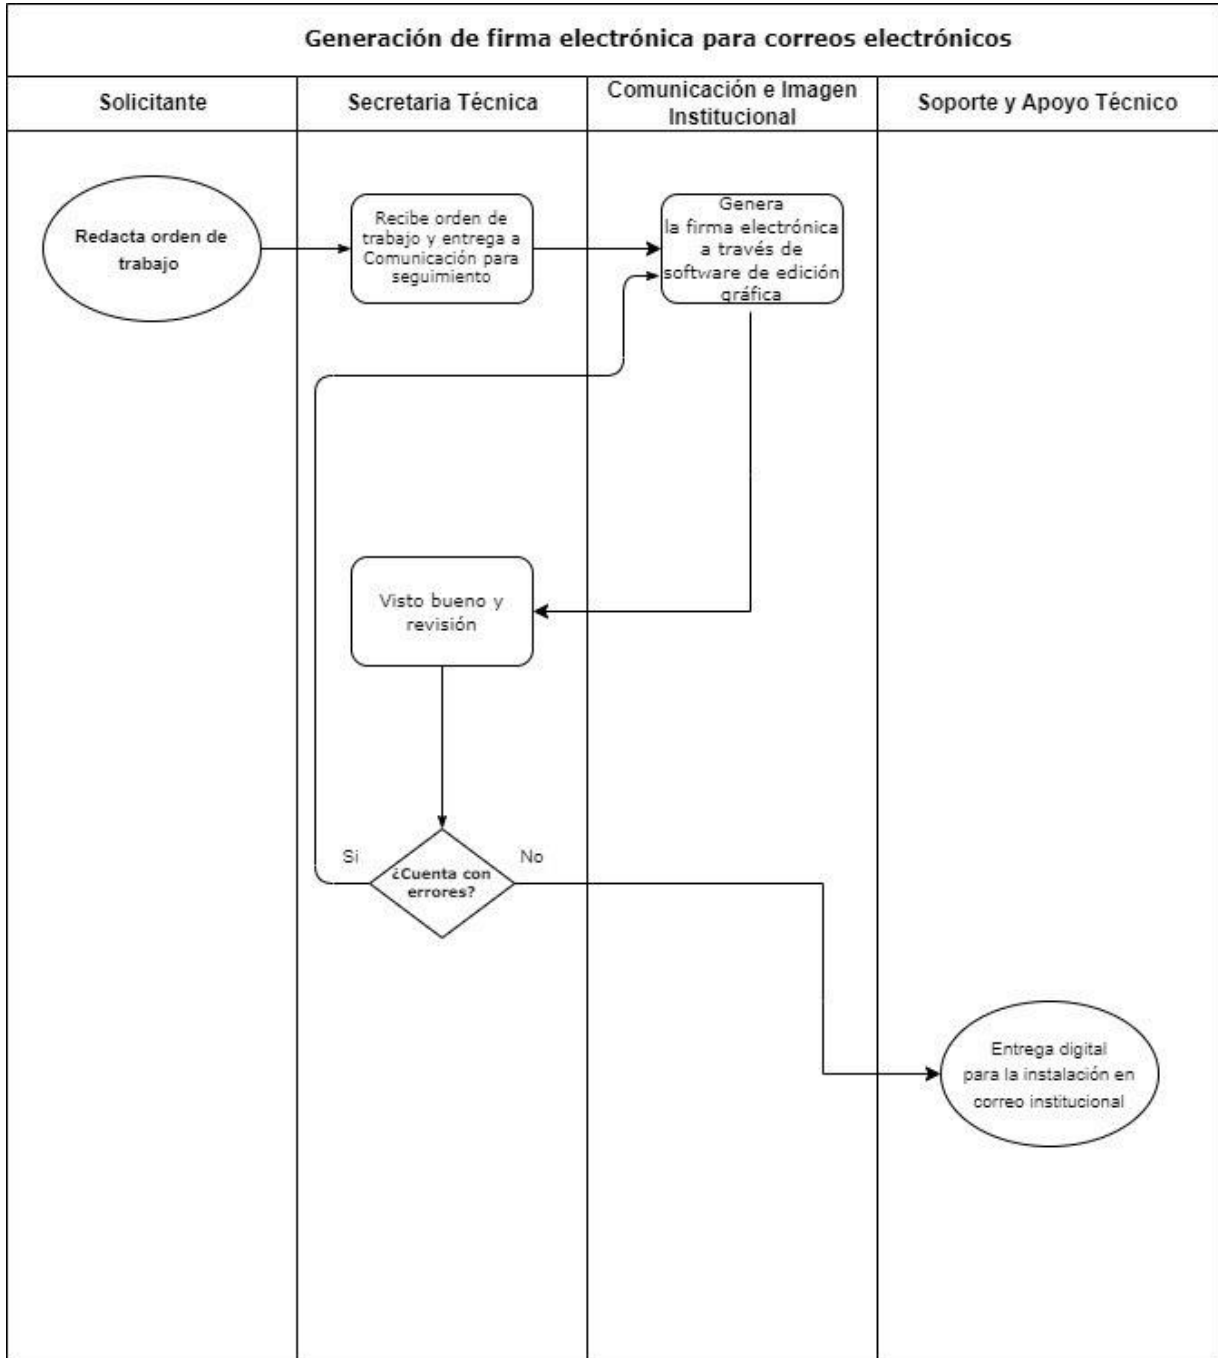 Generación de firma electrónica para correos electrónicos
Solicitante
Secretaria Técnica
Comunicación e Imagen
Institucional
Soporte y Apoyo Técnico
Redacta orden de
trabajo
Recibe orden de
trabajo y entrega a
Comunicación para
seguimiento
Genera
la firma electrónica
a través de
software de edición
gráfica
Visto bueno y
revisión
Si
¿Cuenta con
errores?
No
Entrega digital
para la instalación en
correo institucional